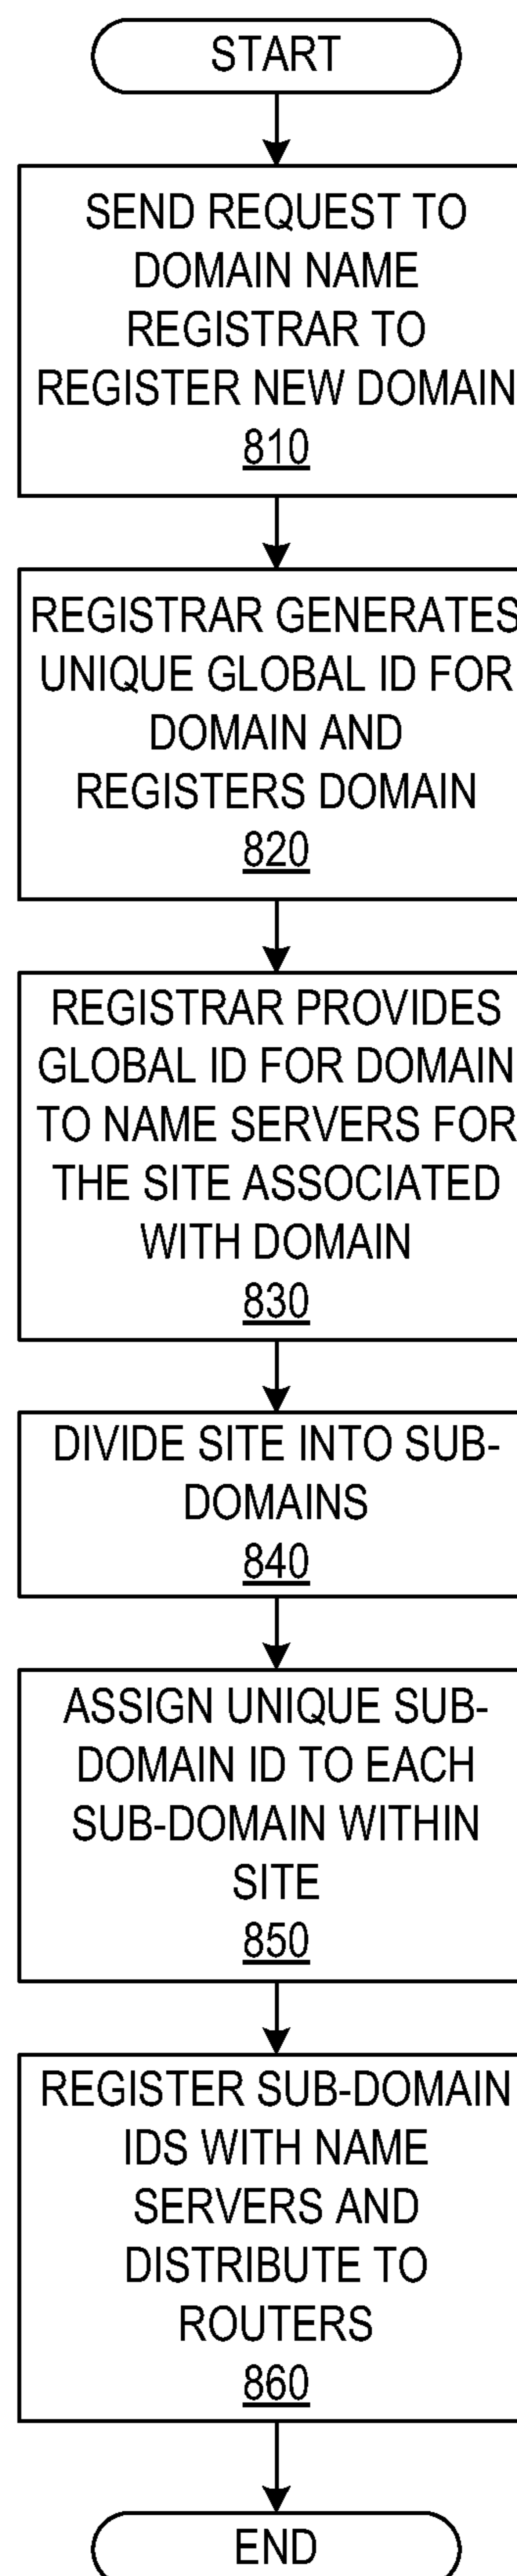 START
SEND REQUEST TO
DOMAIN NAME
REGISTRAR TO
REGISTER NEW DOMAIN
810
REGISTRAR GENERATES
UNIQUE GLOBAL ID FOR
DOMAIN AND
REGISTERS DOMAIN
820
REGISTRAR PROVIDES
GLOBAL ID FOR DOMAIN
TO NAME SERVERS FOR
THE SITE ASSOCIATED
WITH DOMAIN
830
DIVIDE SITE INTO SUB-
DOMAINS
840
ASSIGN UNIQUE SUB-
DOMAIN ID TO EACH
SUB-DOMAIN WITHIN
SITE
850
REGISTER SUB-DOMAIN
IDS WITH NAME
SERVERS AND
DISTRIBUTE TO
ROUTERS
860
END